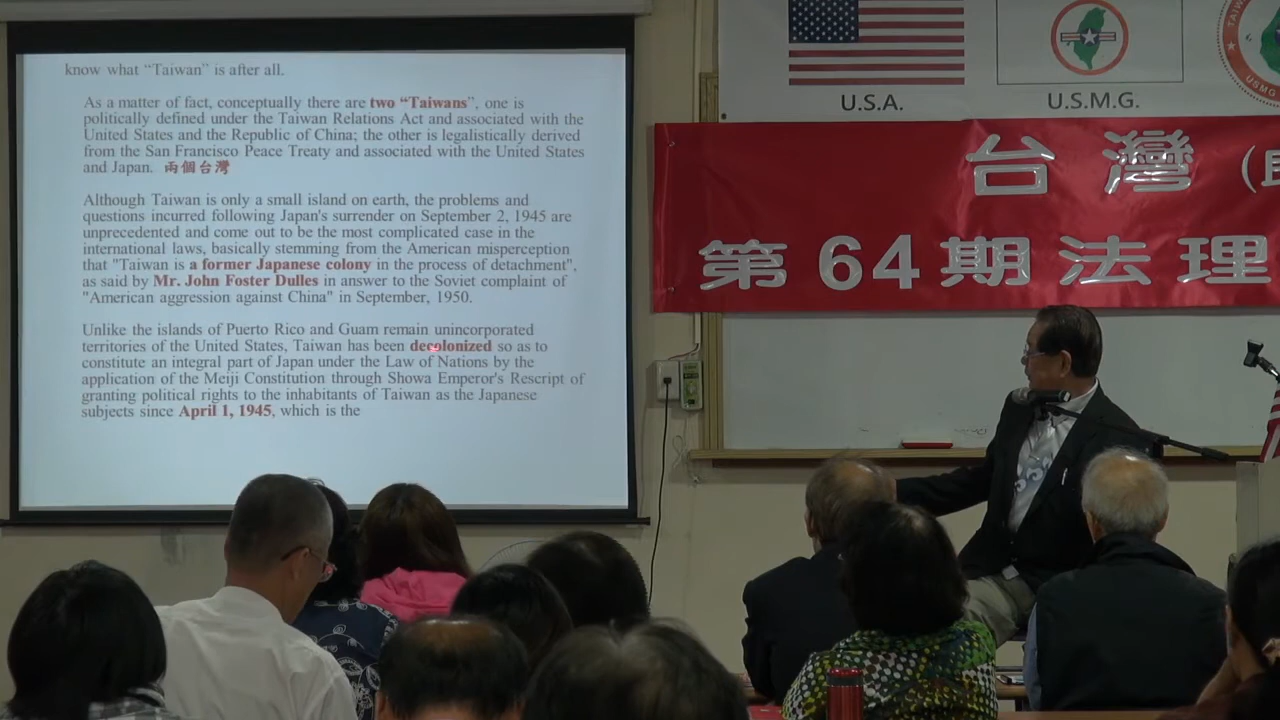 know what “Taiwan” is after all.
As a matter of fact, conceptually there are two “Taiwans”, one is
politically defined under the Taiwan Relations Act and associated with the
United States and the Republic of China; the other is legalistically derived
from the San Francisco Peace Treaty and associated with the United States
and Japan. 兩個台灣
Although Taiwan is only a small island on earth, the problems and
questions incurred following Japan's surrender on September 2, 1945 are
unprecedented and come out to be the most complicated case in the
international laws, basically stemming from the American misperception
that "Taiwan is a former Japanese colony in the process of detachment",
as said by Mr. John Foster Dulles in answer to the Soviet complaint of
"American aggression against China" in September, 1950.
Unlike the islands of Puerto Rico and Guam remain unincorporated
territories of the United States, Taiwan has been decolonized so as to
constitute an integral part of Japan under the Law of Nations by the
application of the Meiji Constitution through Showa Emperor's Rescript of
granting political rights to the inhabitants of Taiwan as the Japanese
subjects since April 1, 1945, which is the
U.S.A.
U.S.M.G.
台灣(
第64期法理